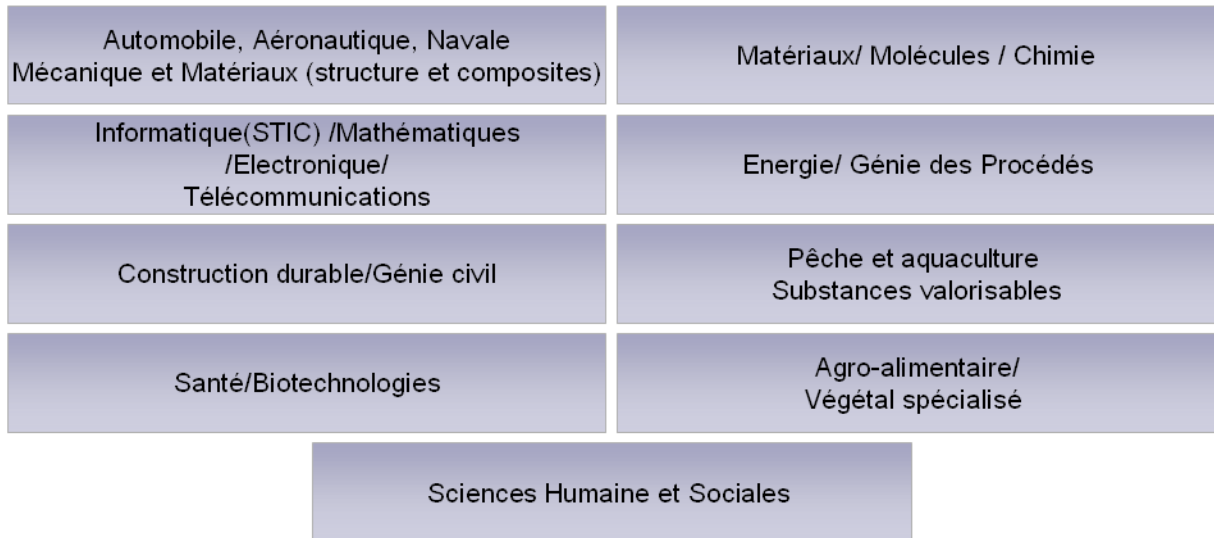 Automobile, Aéronautique, Navale
Mécanique et Matériaux (structure et composites)
Matériaux/ Molécules / Chimie
Informatique(STIC) /Mathématiques
/Electronique/
Télécommunications
Energie/ Génie des Procédés
Construction durable/Génie civil
Pêche et aquaculture
Substances valorisables
Santé/Biotechnologies
Agro-alimentaire/
Végétal spécialisé
Sciences Humaine et Sociales